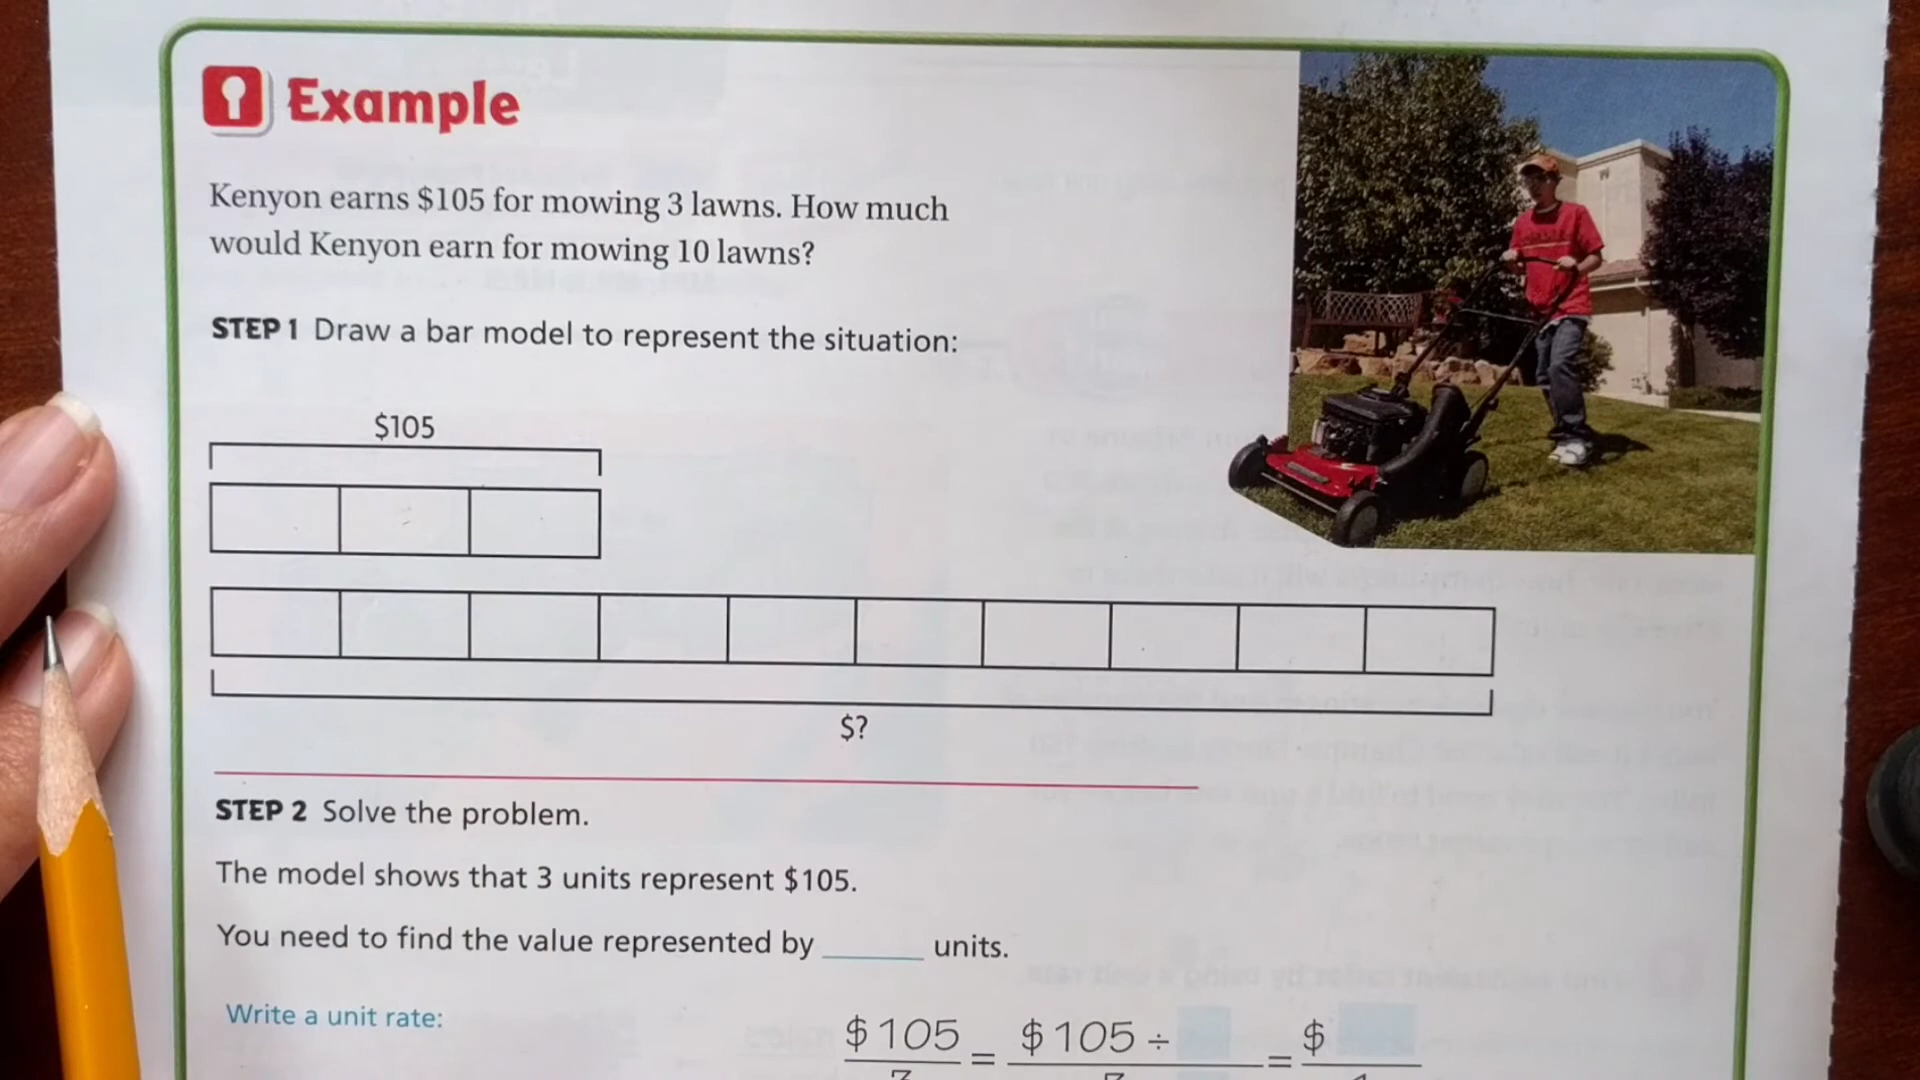 Example
Kenyon earns $105 for mowing 3 lawns. How much
would Kenyon earn for mowing 10 lawns?
STEP 1 Draw a bar model to represent the situation:
$105
$?
STEP 2 Solve the problem.
The model shows that 3 units represent $105.
You need to find the value represented by ______ units.
Write a unit rate:
$105 = $105 ÷ = $